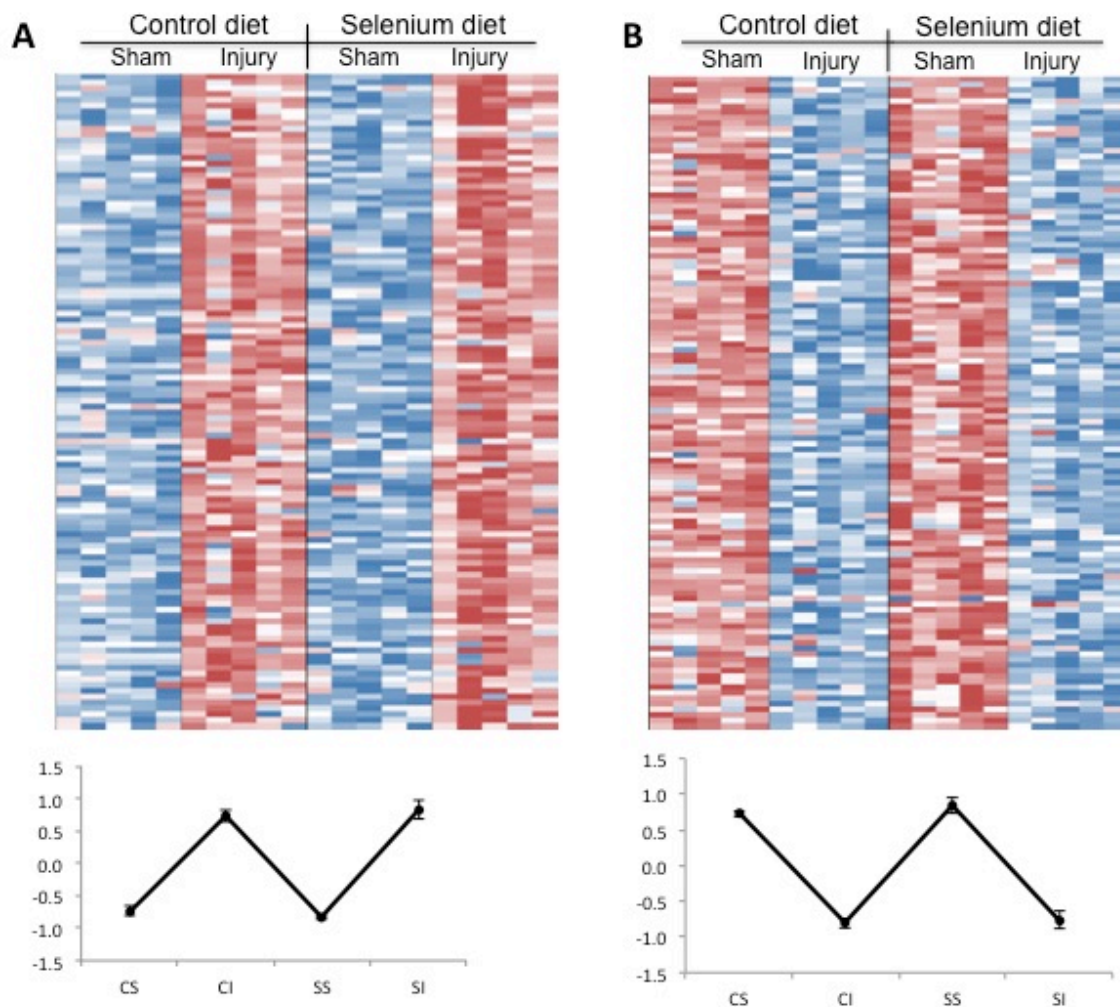 A
Control diet Selenium diet
Sham Injury Sham Injury
B
Control diet Selenium diet
Sham Injury Sham Injury
1.5
1.0
0.5
0.0
-0.5
-1.0
-1.5
CS CI SS SI
1.5
1.0
0.5
0.0
-0.5
-1.0
-1.5
CS CI SS SI